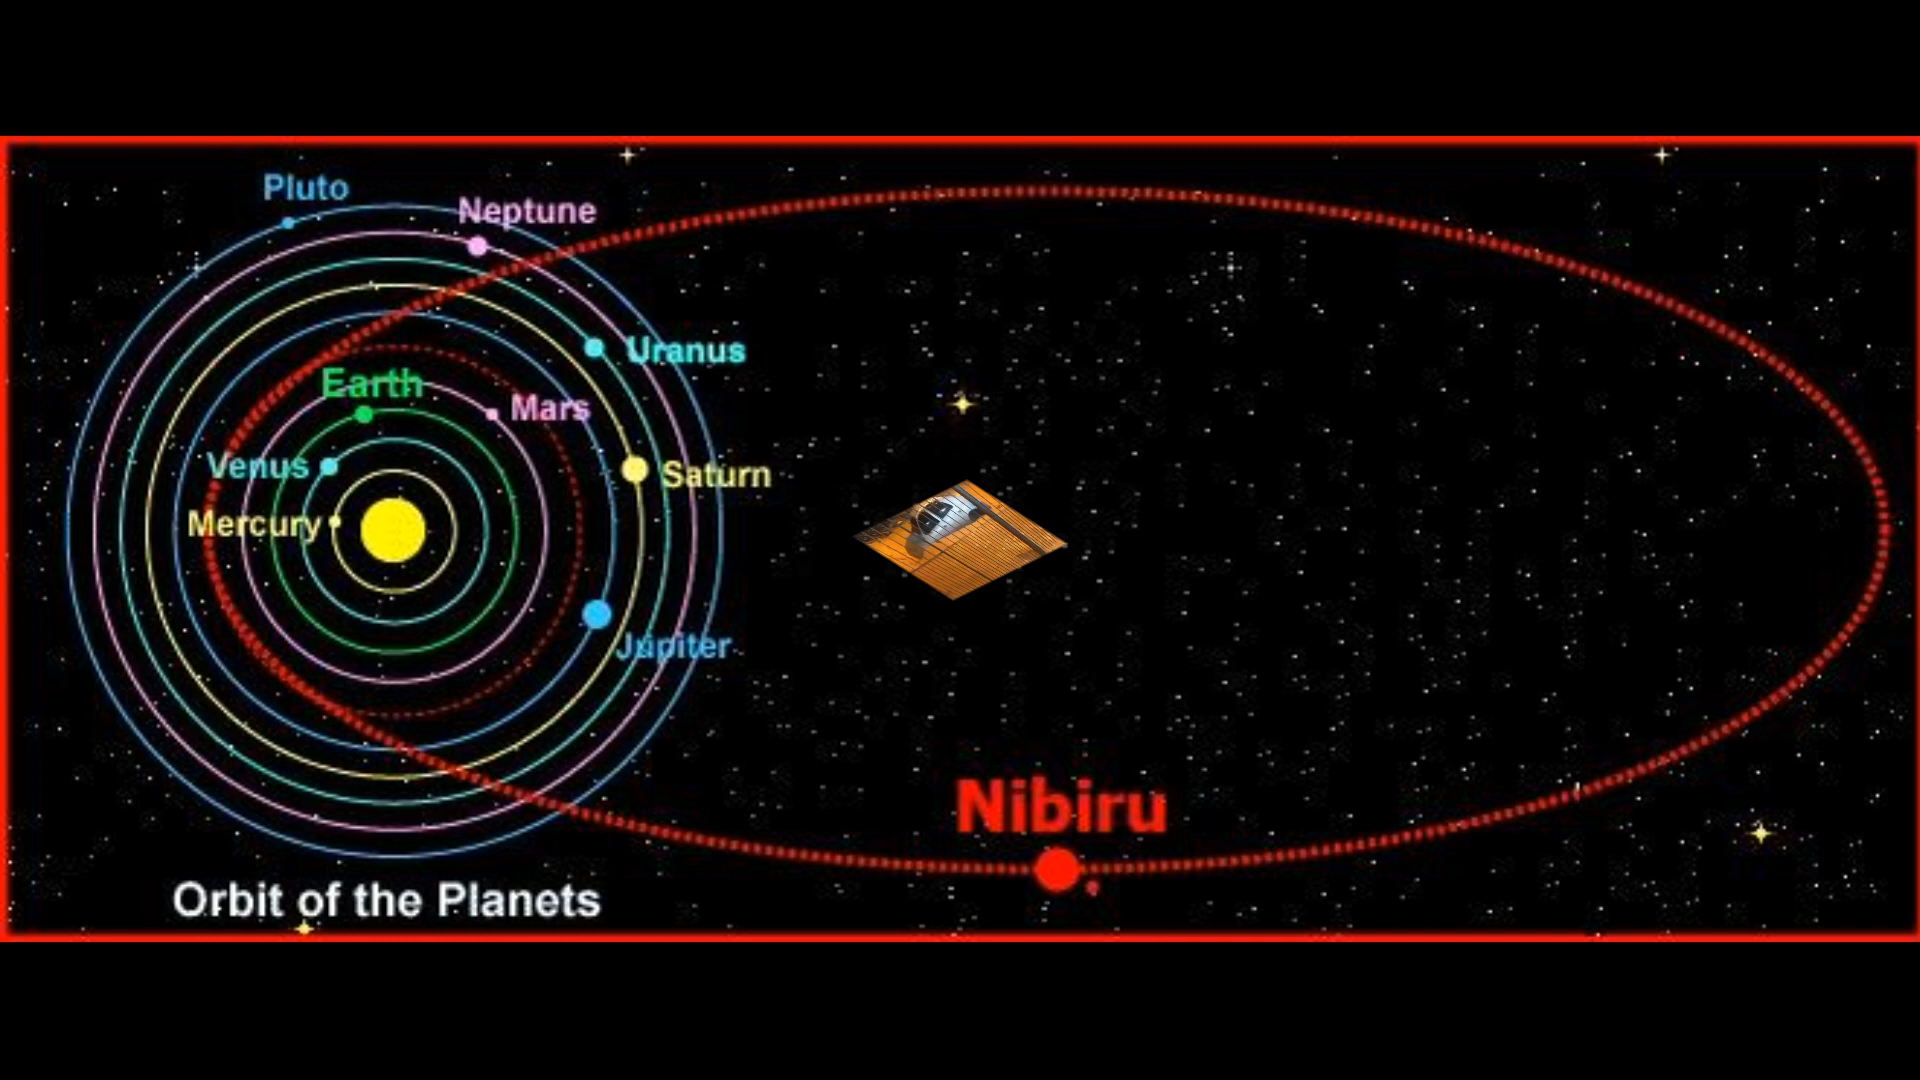 Pluto
Neptune
Uranus
Earth
Mars
Venus
Saturn
Mercury
Jupiter
Nibiru
Orbit of the Planets